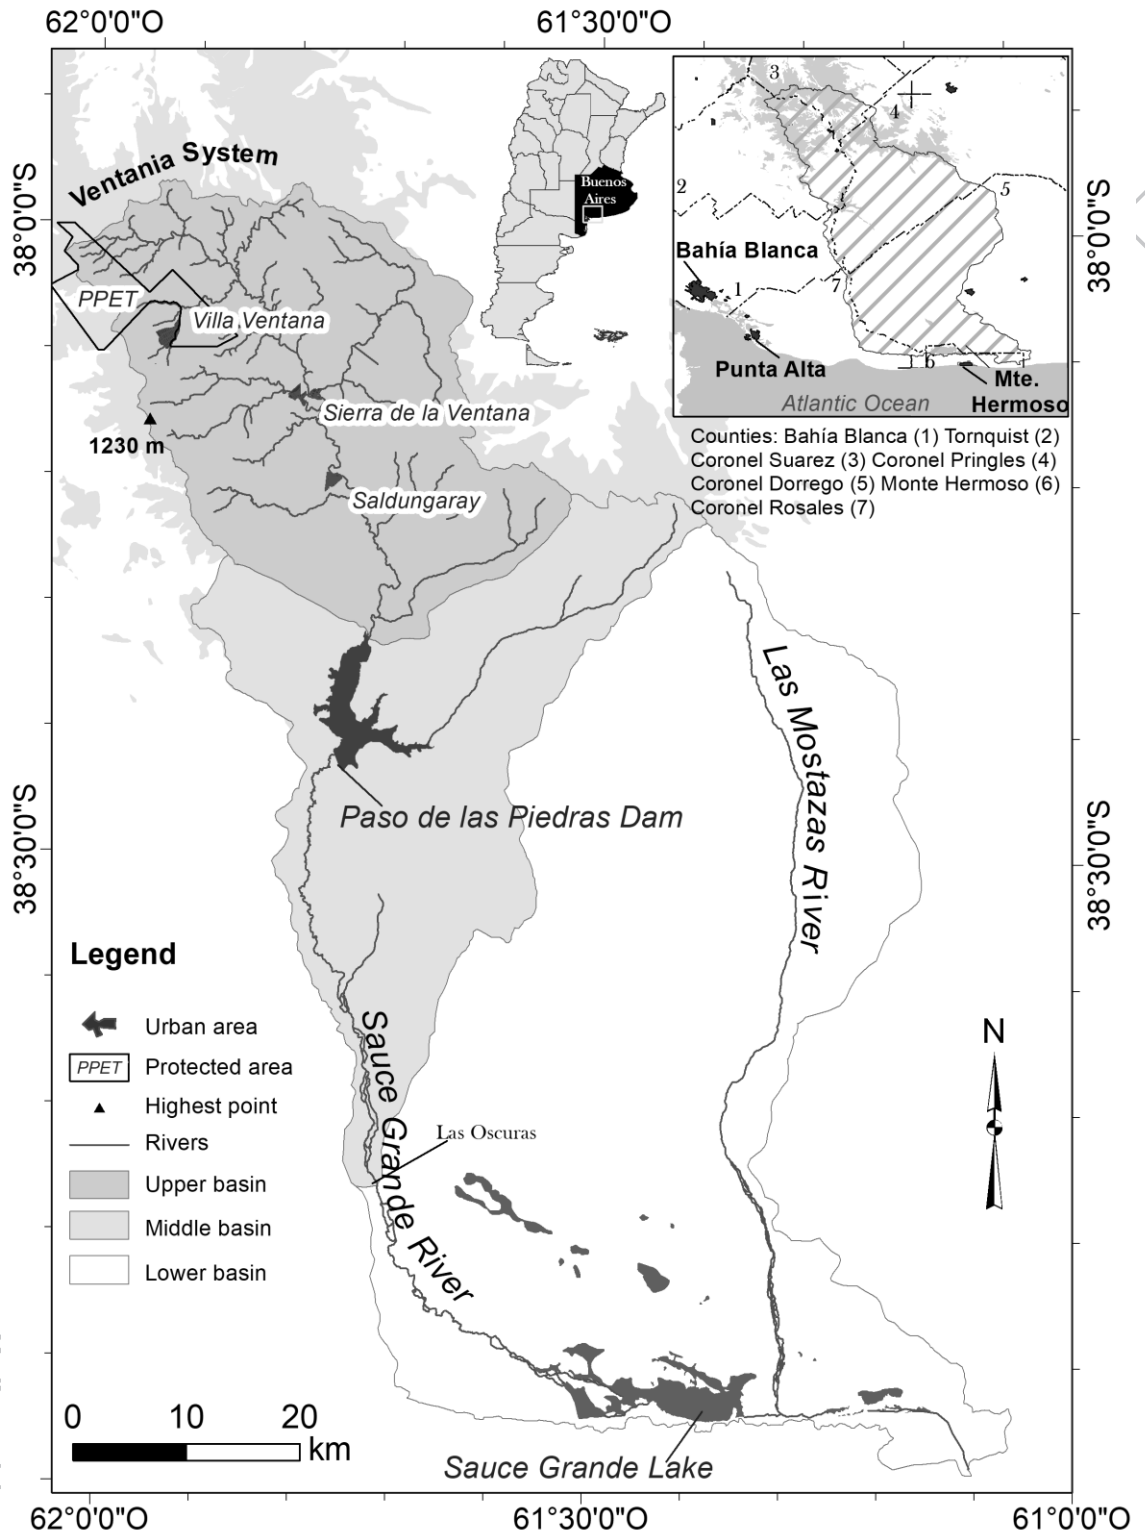 62°0'0"O
61°30'0"O
38°0'0"S
38°0'0"S
Ventania System
Buenos
Aires
3
4
2
5
Bahía Blanca
1
7
Punta Alta
6
Mte.
Hermoso
Atlantic Ocean
PPET
Villa Ventana
Sierra de la Ventana
1230 m
Counties: Bahía Blanca (1) Tornquist (2)
Coronel Suarez (3) Coronel Pringles (4)
Coronel Dorrego (5) Monte Hermoso (6)
Coronel Rosales (7)
Saldungaray
Las Mostazas River
Paso de las Piedras Dam
38°30'0"S
38°30'0"S
Legend
Urban area
PPET Protected area
Highest point
Rivers
Upper basin
Middle basin
Lower basin
Sauce Grande River
Las Oscuras
N
0 10 20
km
Sauce Grande Lake
62°0'0"O
61°30'0"O
61°0'0"O